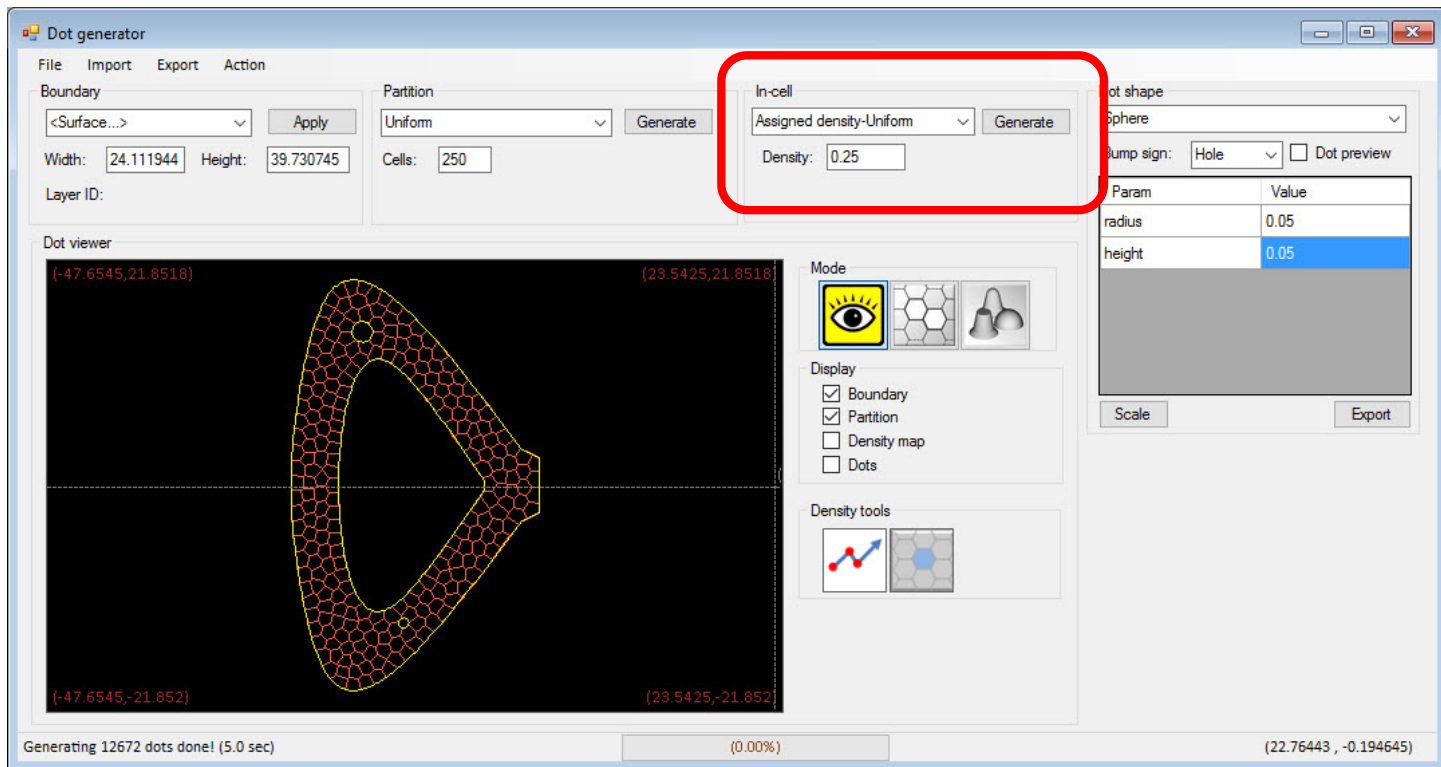 Dot generator
File Import Export Action
Boundary
<Surface...> Apply
Width: 24.111944 Height: 39.730745
Layer ID:
Partition
Uniform Generate
Cells: 250
In-cell
Assigned density-Uniform Generate
Density: 0.25
Dot shape
Sphere
Bump sign: Hole Dot preview
Param Value
radius 0.05
height 0.05
Scale Export
Dot viewer
(-47.6545,21.8518) (23.5425,21.8518)
(-47.6545,-21.852) (23.5425,-21.852)
Mode
Display
Boundary
Partition
Density map
Dots
Density tools
Generating 12672 dots done! (5.0 sec) (0.00%) (22.76443 , -0.194645)